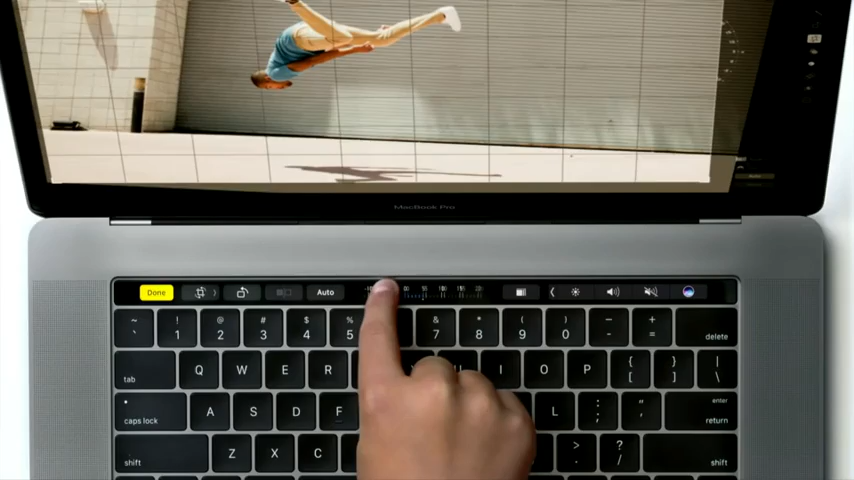 MacBook Pro
Done Auto
~ ! @ # $ % & * ( ) - +
` 1 2 3 4 5 7 8 9 0 - = delete
tab Q W E R I O P { [ } ] | \
caps lock A S D F L : ; " ' enter return
shift Z X C > . ? / shift